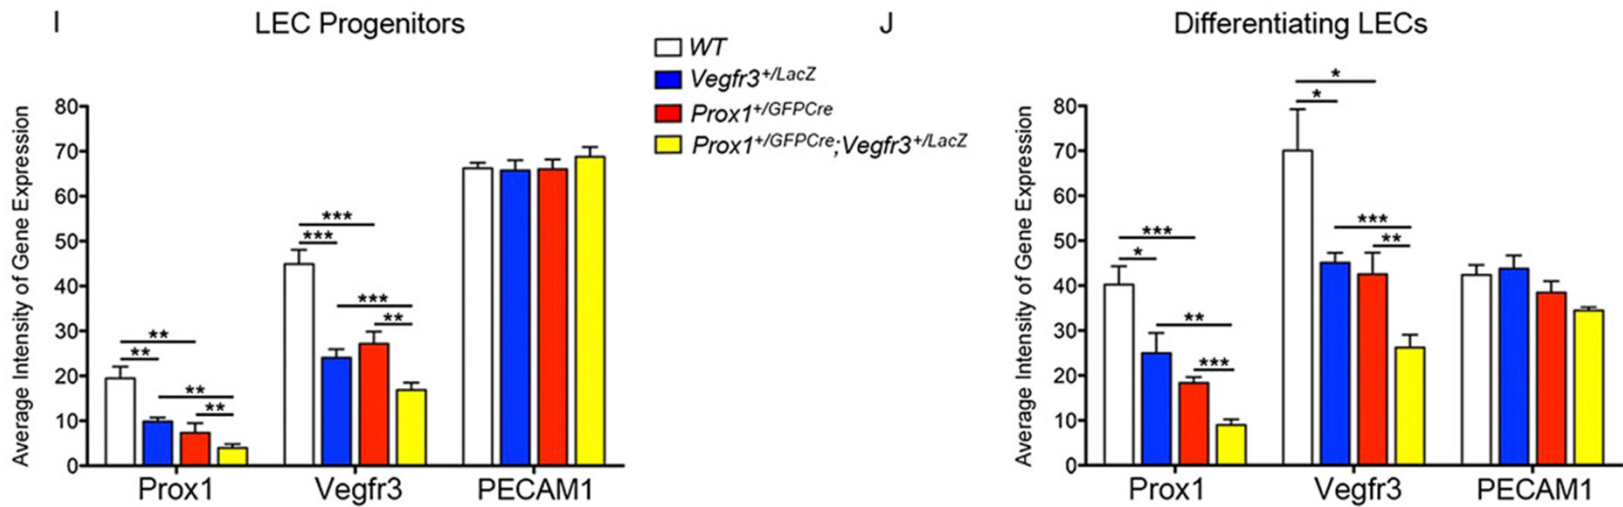 I
LEC Progenitors
WT
Vegfr3+/LacZ
Prox1+/GFPCre
Prox1+/GFPCre;Vegfr3+/LacZ
Average Intensity of Gene Expression
80
70
60
50
40
30
20
10
0
**
**
**
**
***
***
***
**
Prox1
Vegfr3
PECAM1
J
Differentiating LECs
Average Intensity of Gene Expression
80
70
60
50
40
30
20
10
0
***
*
**
***
*
*
***
**
Prox1
Vegfr3
PECAM1